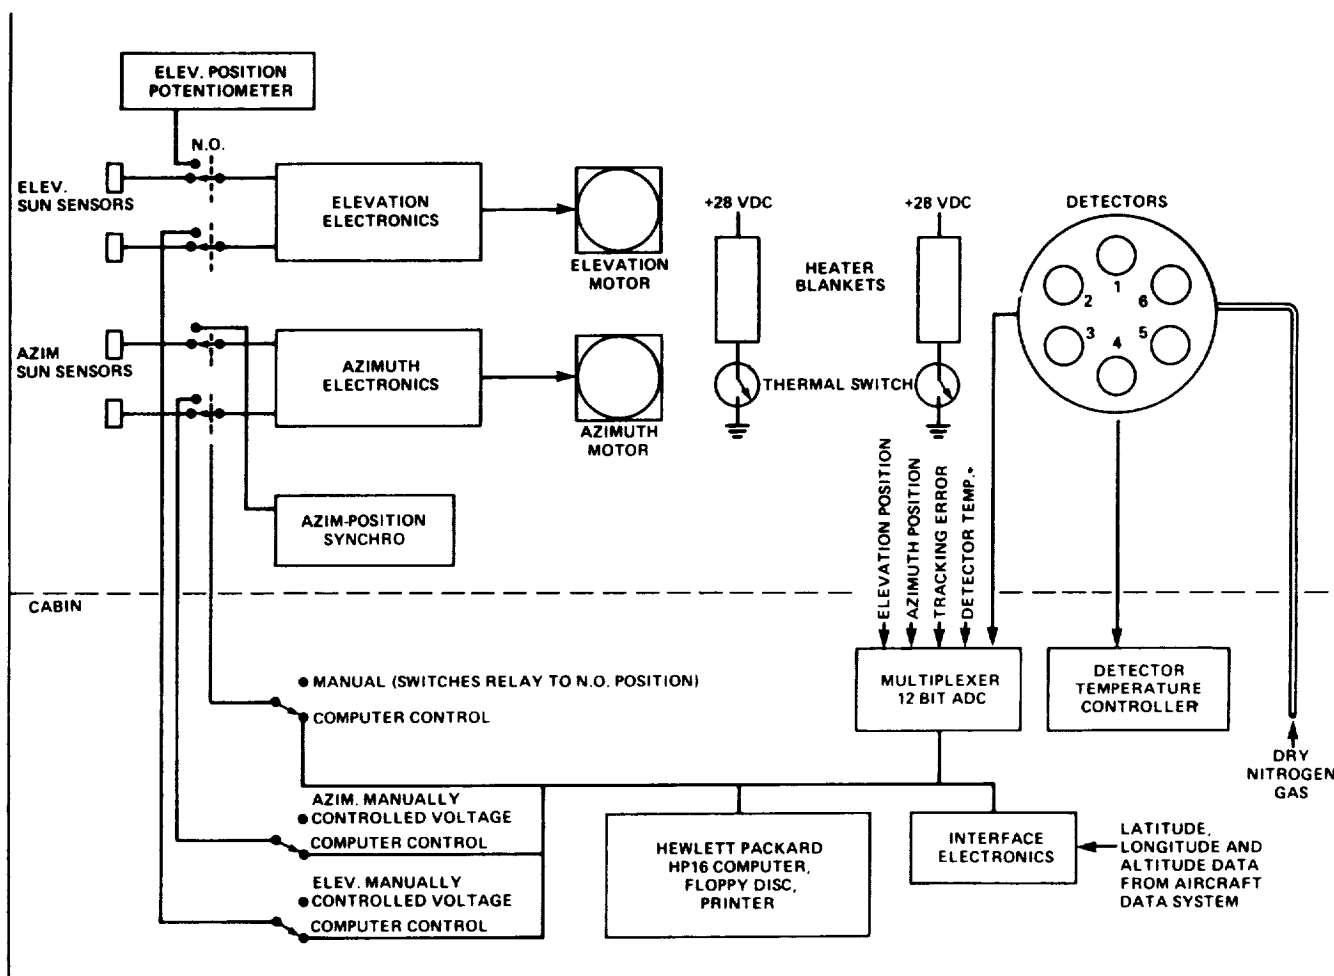 ELEV. POSITION
POTENTIOMETER
N.O.
ELEV.
SUN SENSORS
ELEVATION
ELECTRONICS
ELEVATION
MOTOR
+28 VDC
+28 VDC
HEATER
BLANKETS
DETECTORS
1
2
3
4
5
6
AZIM
SUN SENSORS
AZIMUTH
ELECTRONICS
AZIMUTH
MOTOR
THERMAL SWITCH
AZIM-POSITION
SYNCHRO
ELEVATION POSITION
AZIMUTH POSITION
TRACKING ERROR
DETECTOR TEMP.
CABIN
MANUAL (SWITCHES RELAY TO N.O. POSITION)
COMPUTER CONTROL
MULTIPLEXER
12 BIT ADC
DETECTOR
TEMPERATURE
CONTROLLER
DRY
NITROGEN
GAS
AZIM. MANUALLY
CONTROLLED VOLTAGE
COMPUTER CONTROL
ELEV. MANUALLY
CONTROLLED VOLTAGE
COMPUTER CONTROL
HEWLETT PACKARD
HP16 COMPUTER,
FLOPPY DISC,
PRINTER
INTERFACE
ELECTRONICS
LATITUDE,
LONGITUDE AND
ALTITUDE DATA
FROM AIRCRAFT
DATA SYSTEM